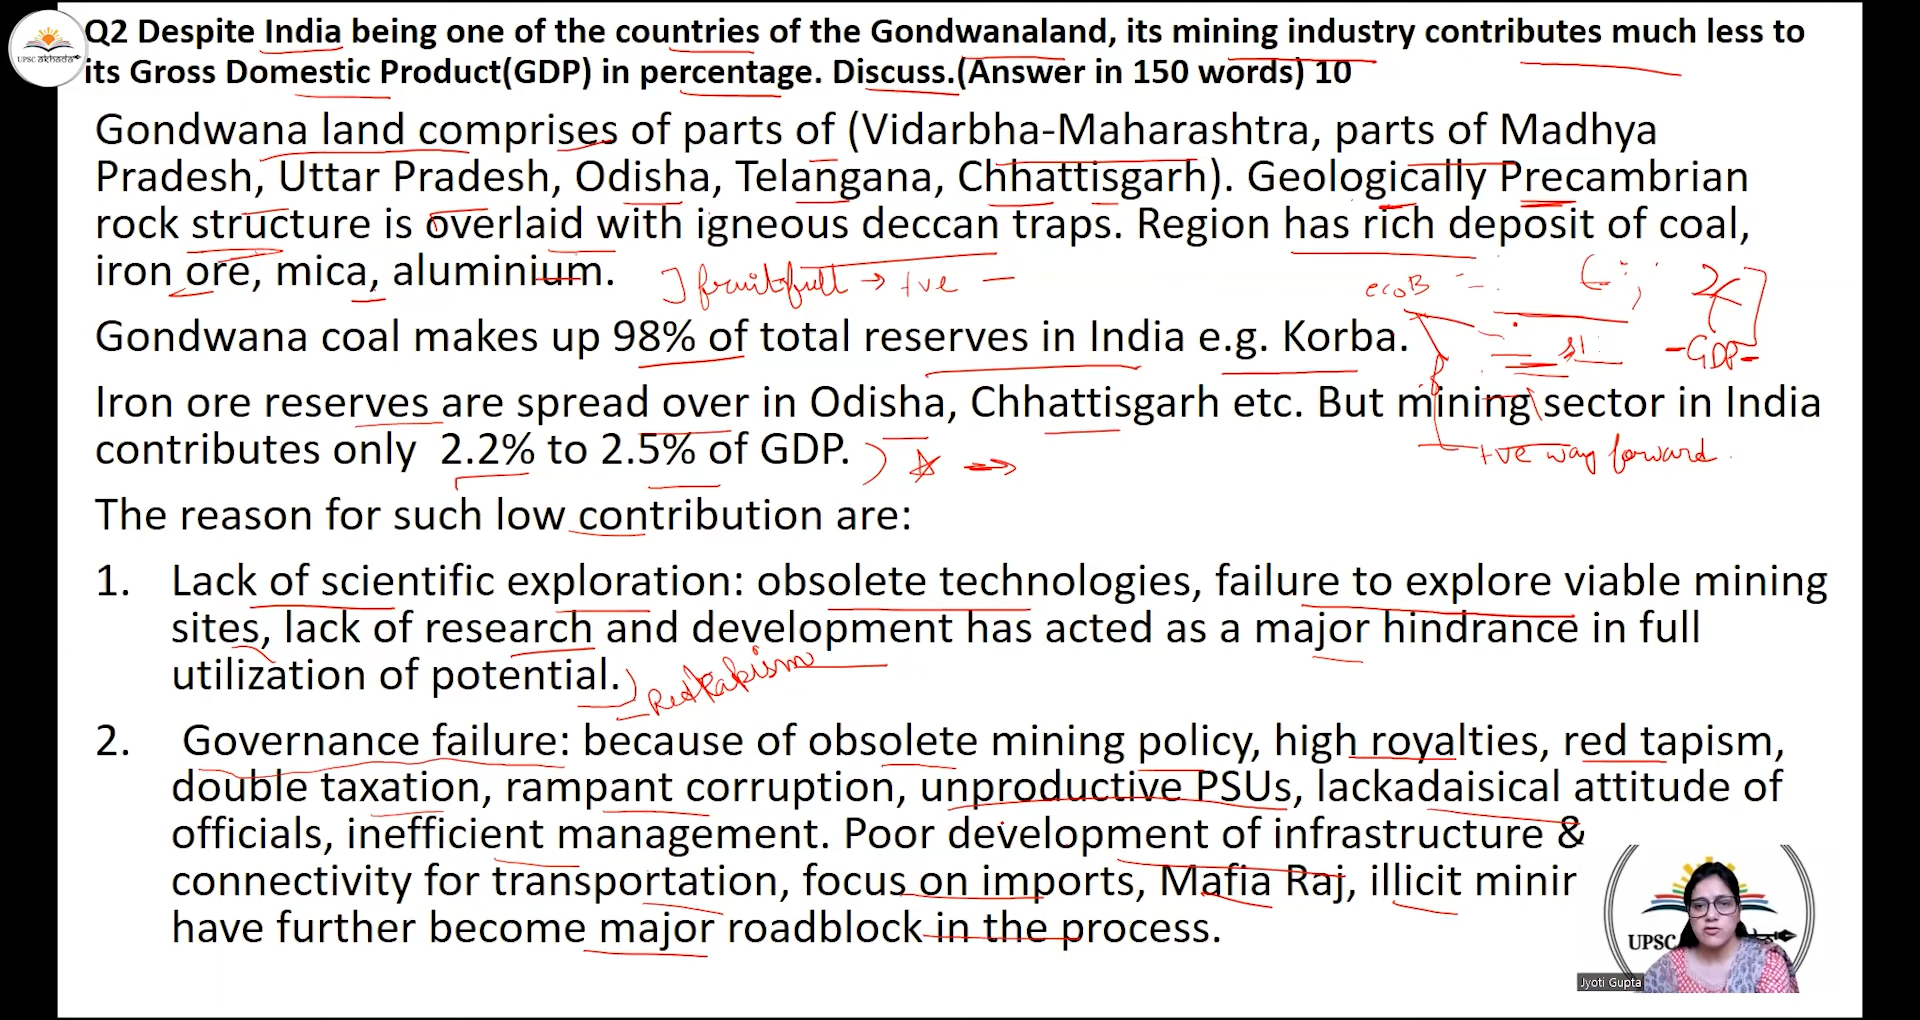 Q2 Despite India being one of the countries of the Gondwanaland, its mining industry contributes much less to
its Gross Domestic Product(GDP) in percentage. Discuss.(Answer in 150 words) 10
UPSC akhada
Gondwana land comprises of parts of (Vidarbha-Maharashtra, parts of Madhya
Pradesh, Uttar Pradesh, Odisha, Telangana, Chhattisgarh). Geologically Precambrian
rock structure is overlaid with igneous deccan traps. Region has rich deposit of coal,
iron ore, mica, aluminium.
fruitfull → +ve —
ecoB
Gondwana coal makes up 98% of total reserves in India e.g. Korba.
-GDP-
Iron ore reserves are spread over in Odisha, Chhattisgarh etc. But mining sector in India
contributes only 2.2% to 2.5% of GDP.
+ve way forward
The reason for such low contribution are:
1. Lack of scientific exploration: obsolete technologies, failure to explore viable mining
sites, lack of research and development has acted as a major hindrance in full
utilization of potential.
Redtapism
2. Governance failure: because of obsolete mining policy, high royalties, red tapism,
double taxation, rampant corruption, unproductive PSUs, lackadaisical attitude of
officials, inefficient management. Poor development of infrastructure &
connectivity for transportation, focus on imports, Mafia Raj, illicit minin
have further become major roadblock in the process.
UPSC
Jyoti Gupta